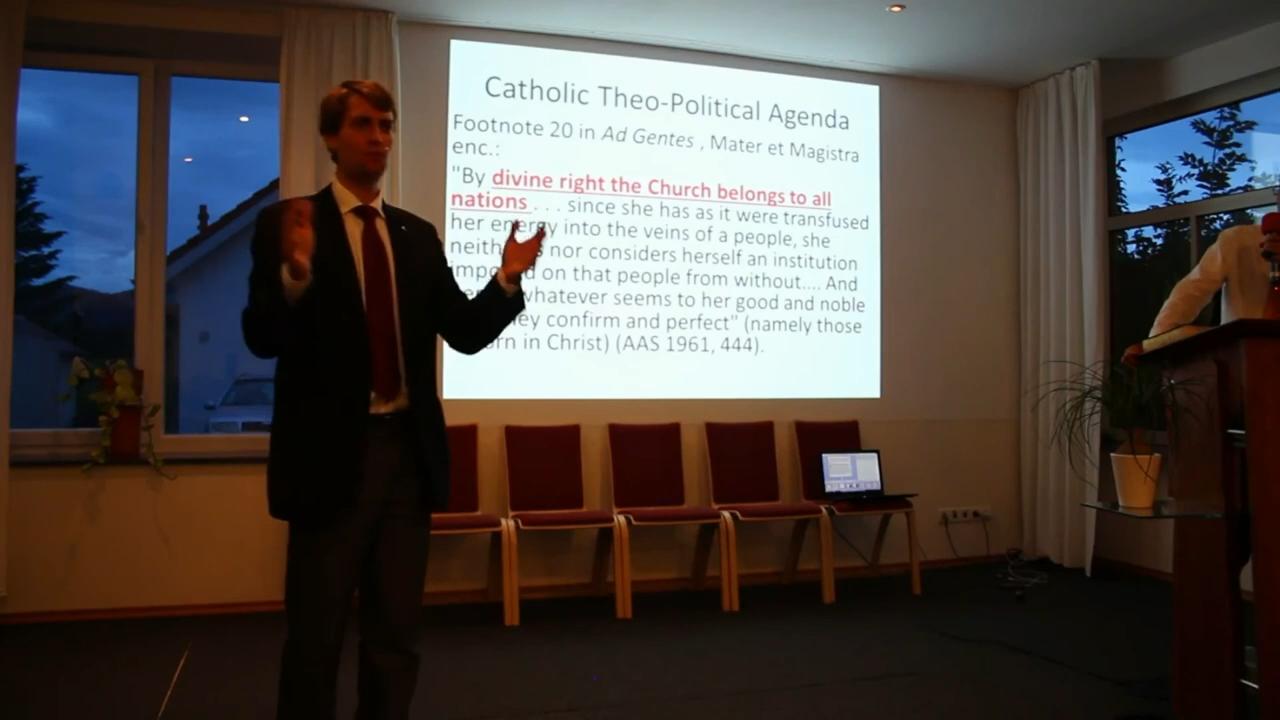 Catholic Theo-Political Agenda
Footnote 20 in Ad Gentes , Mater et Magistra
enc.:
"By divine right the Church belongs to all
nations . . . since she has as it were transfused
her energy into the veins of a people, she
nor considers herself an institution
on that people from without.... And
whatever seems to her good and noble
confirm and perfect" (namely those
in Christ) (AAS 1961, 444).